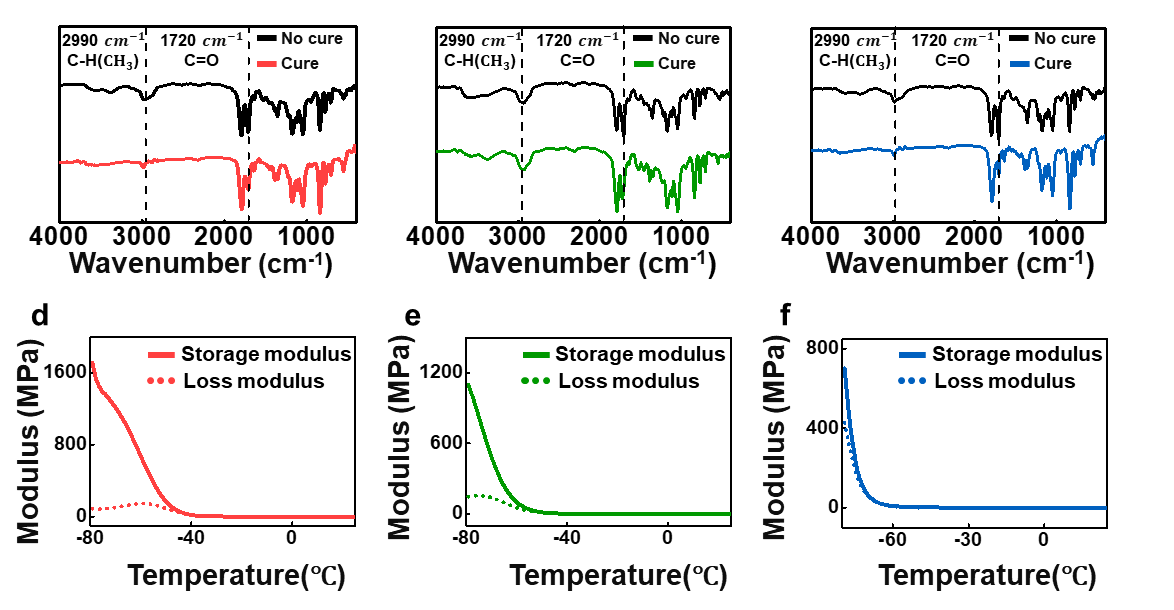 2990 cm⁻¹ 1720 cm⁻¹ No cure
C-H(CH₃) C=O Cure
4000 3000 2000 1000
Wavenumber (cm⁻¹)
2990 cm⁻¹ 1720 cm⁻¹ No cure
C-H(CH₃) C=O Cure
4000 3000 2000 1000
Wavenumber (cm⁻¹)
2990 cm⁻¹ 1720 cm⁻¹ No cure
C-H(CH₃) C=O Cure
4000 3000 2000 1000
Wavenumber (cm⁻¹)
d
Modulus (MPa)
Storage modulus
Loss modulus
1600
800
0
-80 -40 0
Temperature(℃)
e
Modulus (MPa)
Storage modulus
Loss modulus
1200
600
0
-80 -40 0
Temperature(℃)
f
Modulus (MPa)
Storage modulus
Loss modulus
800
400
0
-60 -30 0
Temperature(℃)